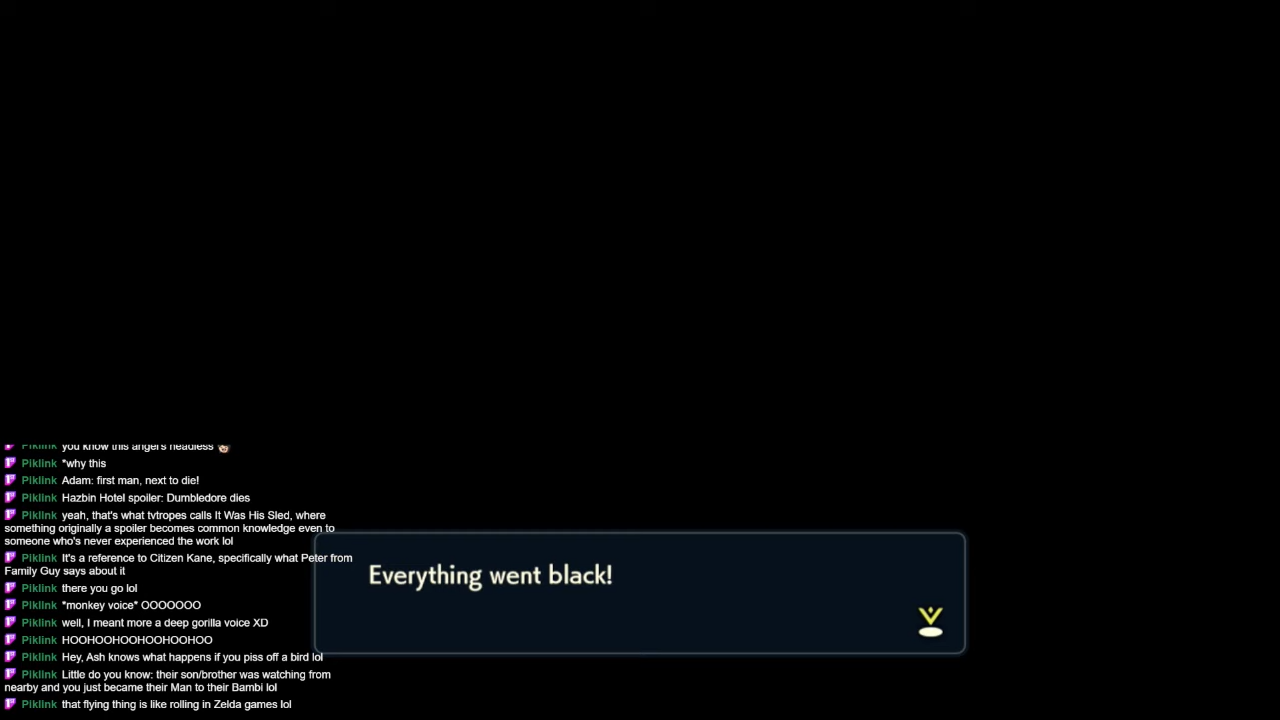 Piklink you know this angel's headless
Piklink *why this
Piklink Adam: first man, next to die!
Piklink Hazbin Hotel spoiler: Dumbledore dies
Piklink yeah, that's what tvtropes calls It Was His Sled, where
something originally a spoiler becomes common knowledge even to
someone who's never experienced the work lol
Piklink It's a reference to Citizen Kane, specifically what Peter from
Family Guy says about it
Piklink there you go lol
Piklink *monkey voice* OOOOOOO
Piklink well, I meant more a deep gorilla voice XD
Piklink HOOHOOHOOHOOHOOHOO
Piklink Hey, Ash knows what happens if you piss off a bird lol
Piklink Little do you know: their son/brother was watching from
nearby and you just became their Man to their Bambi lol
Piklink that flying thing is like rolling in Zelda games lol
Everything went black!